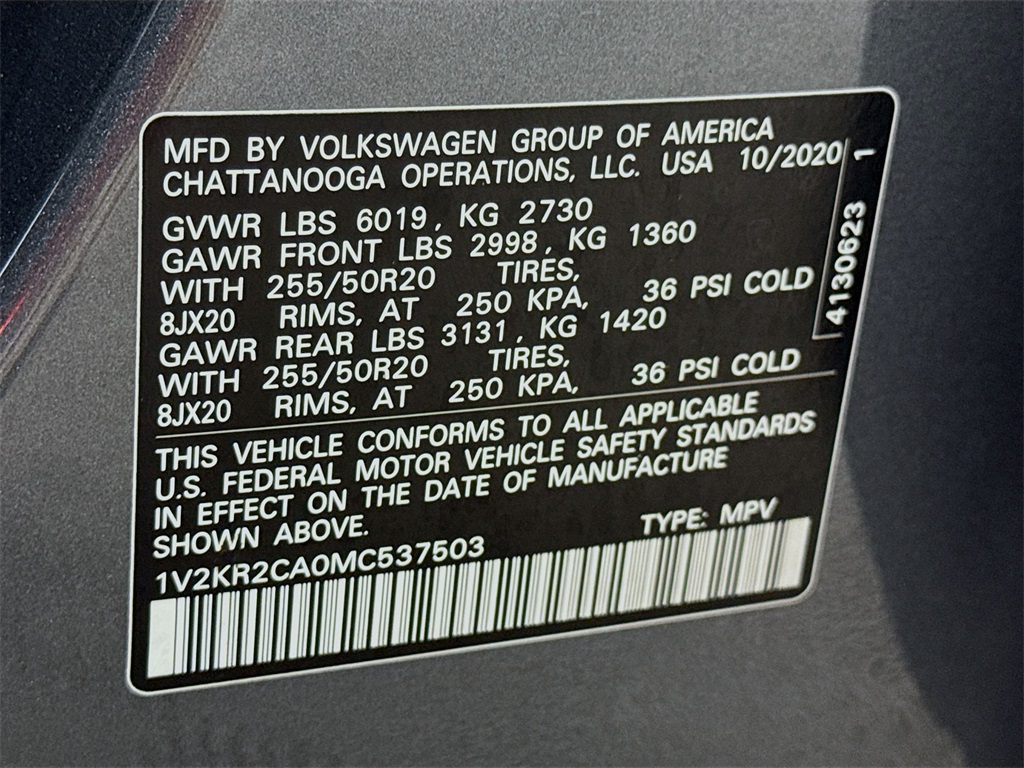 MFD BY VOLKSWAGEN GROUP OF AMERICA
CHATTANOOGA OPERATIONS, LLC. USA 10/2020
GVWR LBS 6019, KG 2730
GAWR FRONT LBS 2998, KG 1360
WITH 255/50R20 TIRES,
8JX20 RIMS, AT 250 KPA, 36 PSI COLD
GAWR REAR LBS 3131, KG 1420
WITH 255/50R20 TIRES,
8JX20 RIMS, AT 250 KPA, 36 PSI COLD
THIS VEHICLE CONFORMS TO ALL APPLICABLE
U.S. FEDERAL MOTOR VEHICLE SAFETY STANDARDS
IN EFFECT ON THE DATE OF MANUFACTURE
SHOWN ABOVE.
TYPE: MPV
1V2KR2CA0MC537503
4130623 1